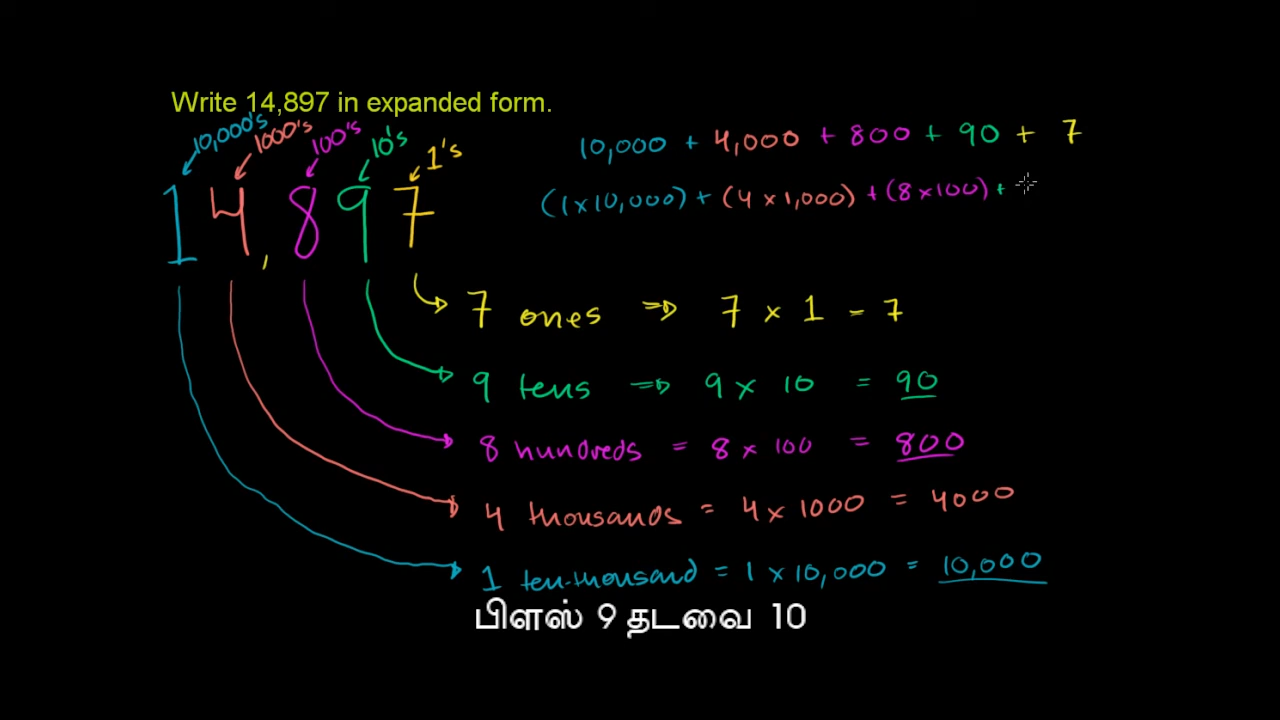 Write 14,897 in expanded form.
10,000's 1000's 100's 10's 1's
10,000 + 4,000 + 800 + 90 + 7
14,897
(1×10,000) + (4 × 1,000) + (8 ×100) +
7 ones ⇒ 7 × 1 = 7
9 tens ⇒ 9 × 10 = 90
8 hundreds = 8 × 100 = 800
4 thousands = 4 × 1000 = 4000
1 ten-thousand = 1 × 10,000 = 10,000
பிளஸ் 9 தடவை 10